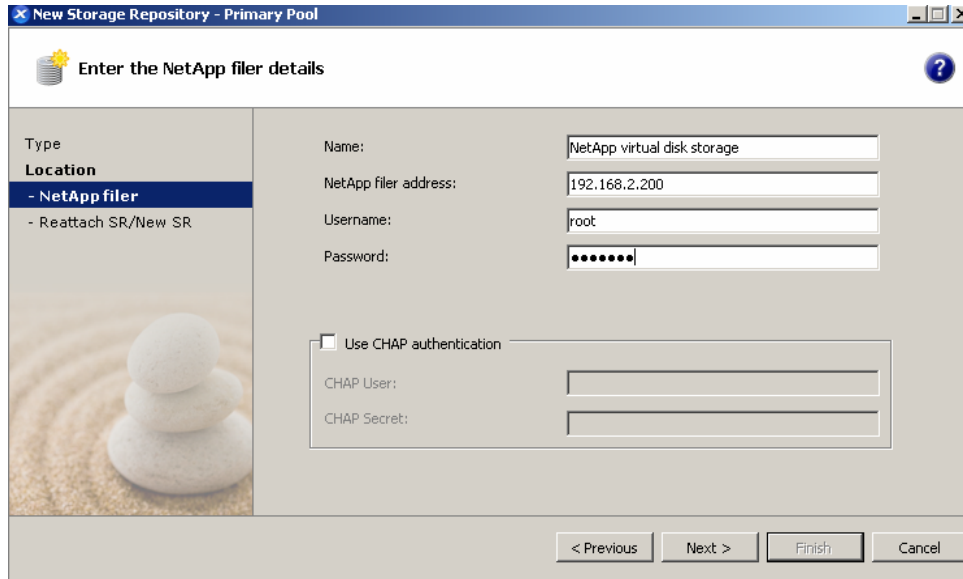 New Storage Repository - Primary Pool
Enter the NetApp filer details
?
Type
Location
- NetApp filer
- Reattach SR/New SR
Name: NetApp virtual disk storage
NetApp filer address: 192.168.2.200
Username: root
Password: •••••••
Use CHAP authentication
CHAP User:
CHAP Secret:
< Previous Next > Finish Cancel